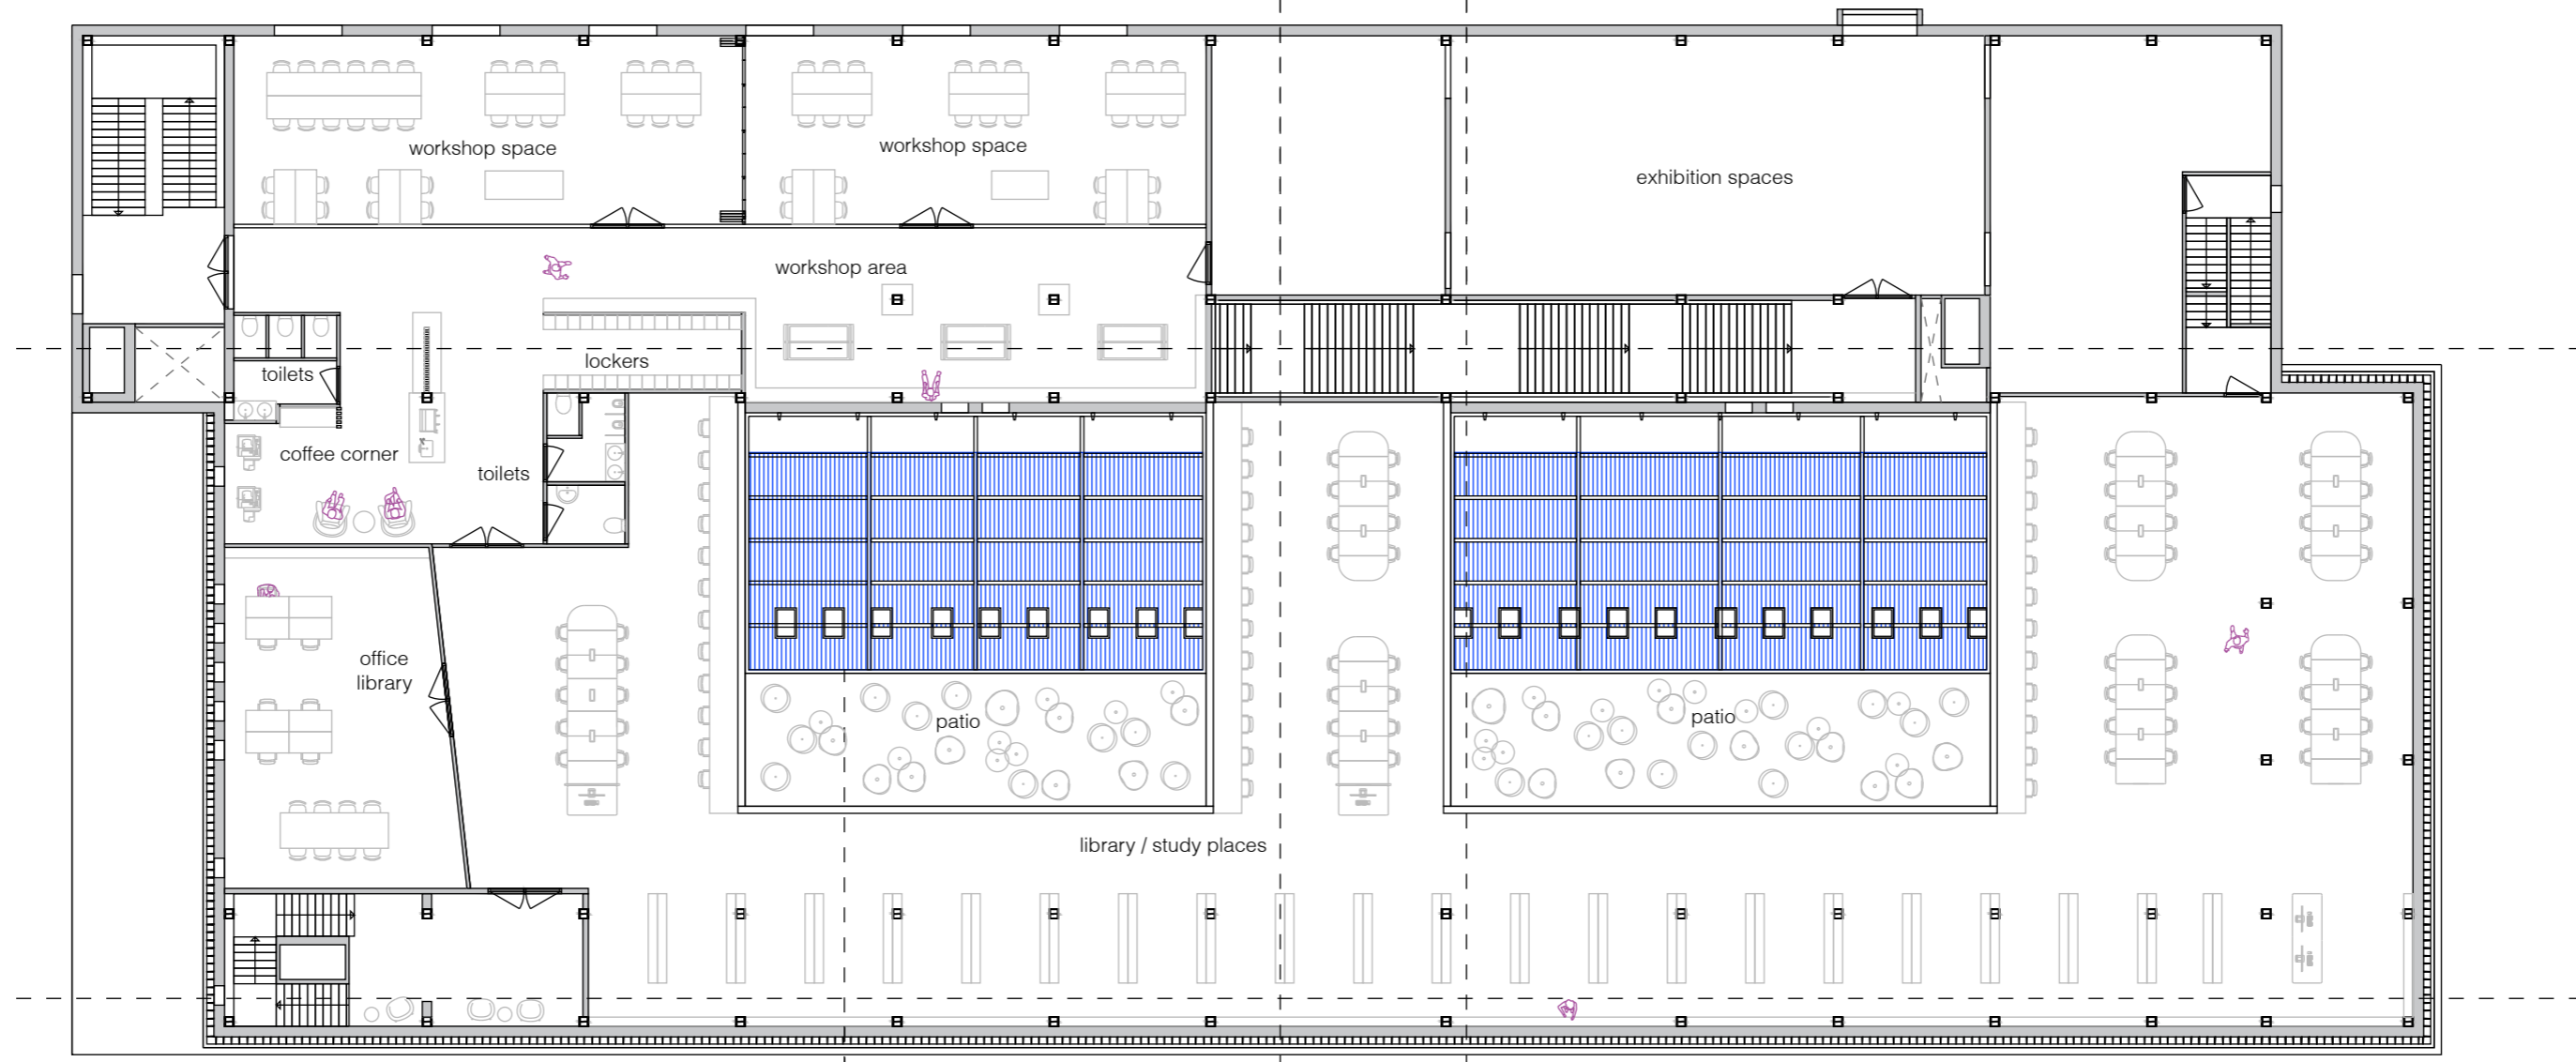 workshop space
workshop space
exhibition spaces
workshop area
lockers
toilets
coffee corner
toilets
office
library
patio
patio
library / study places